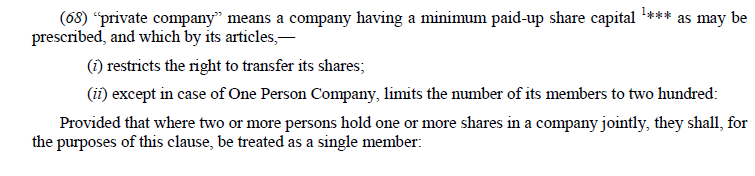 (68) “private company” means a company having a minimum paid-up share capital 1*** as may be
prescribed, and which by its articles,—
(i) restricts the right to transfer its shares;
(ii) except in case of One Person Company, limits the number of its members to two hundred:
Provided that where two or more persons hold one or more shares in a company jointly, they shall, for
the purposes of this clause, be treated as a single member: